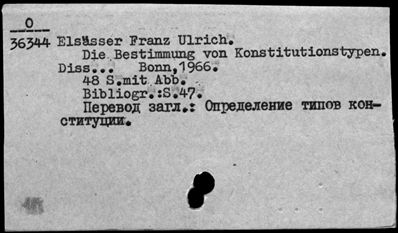 О
36344 Elsässer Franz Ulrich.
Die Bestimmung von Konstitutionstypen.
Diss... Bonn,1966.
48 S.mit Abb.
Bibliogr.:S.47.
Перевод загл.: Определение типов кон-
ституции.